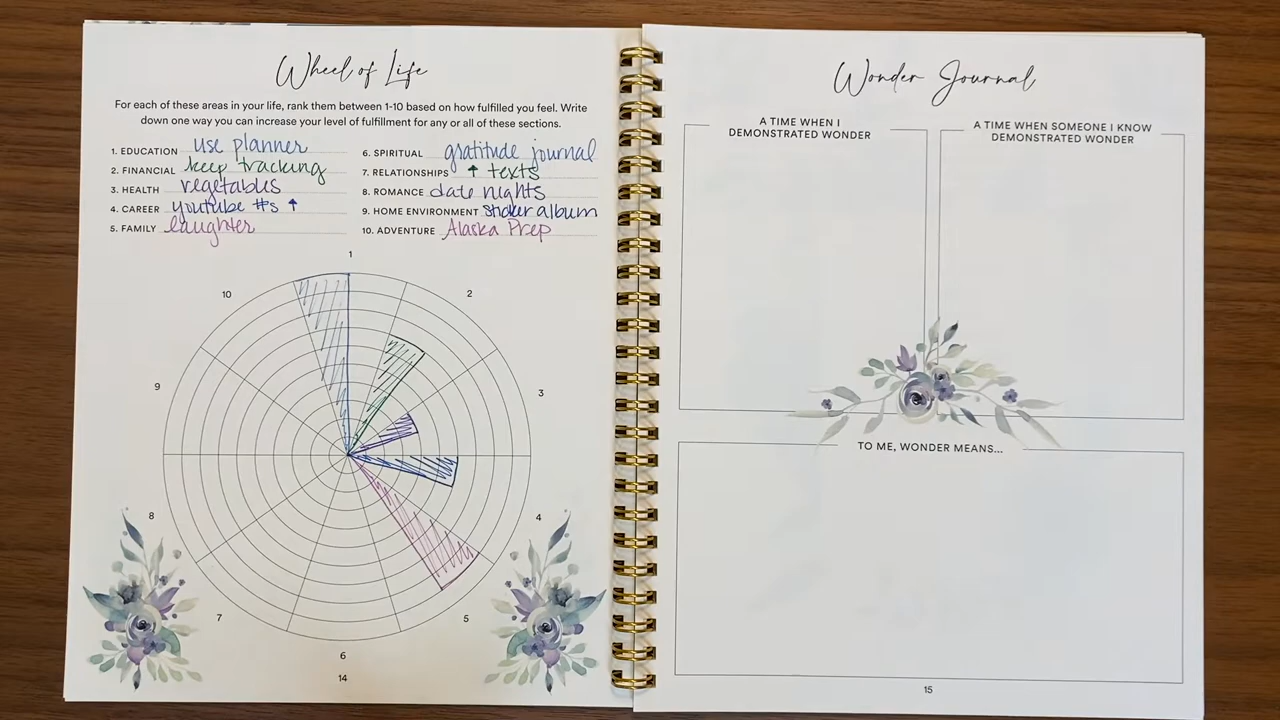 Wheel of Life
For each of these areas in your life, rank them between 1-10 based on how fulfilled you feel. Write
down one way you can increase your level of fulfillment for any or all of these sections.
1. EDUCATION use planner
2. FINANCIAL keep tracking
3. HEALTH vegetables
4. CAREER youtube #s ↑
5. FAMILY laughter
6. SPIRITUAL gratitude journal
7. RELATIONSHIPS ↑ texts
8. ROMANCE date nights
9. HOME ENVIRONMENT sticker album
10. ADVENTURE Alaska Prep
1
10
2
9
3
8
4
7
5
6
14
Wonder Journal
A TIME WHEN I
DEMONSTRATED WONDER
A TIME WHEN SOMEONE I KNOW
DEMONSTRATED WONDER
TO ME, WONDER MEANS...
15